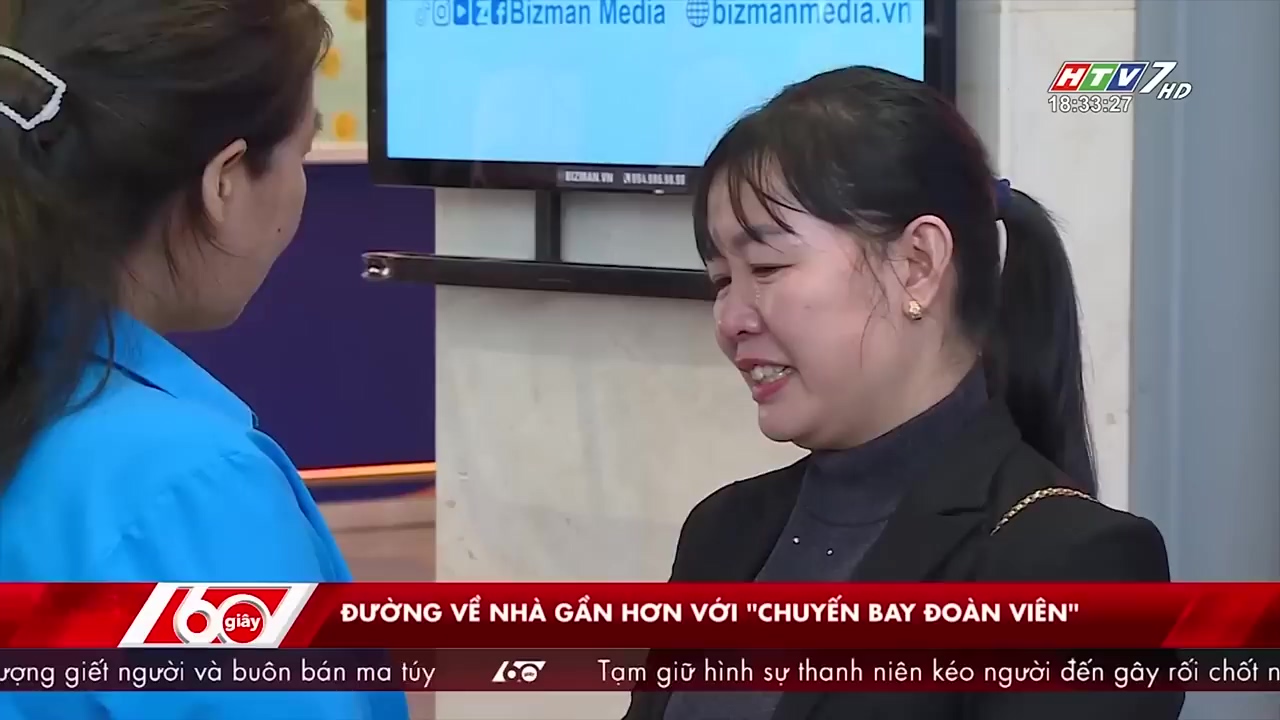 Bizman Media bizmanmedia.vn
HTV7 HD
18:33:27
BIZMAN.VN
60 giây
ĐƯỜNG VỀ NHÀ GẦN HƠN VỚI "CHUYẾN BAY ĐOÀN VIÊN"
ượng giết người và buôn bán ma túy 60 giây Tạm giữ hình sự thanh niên kéo người đến gây rối chốt